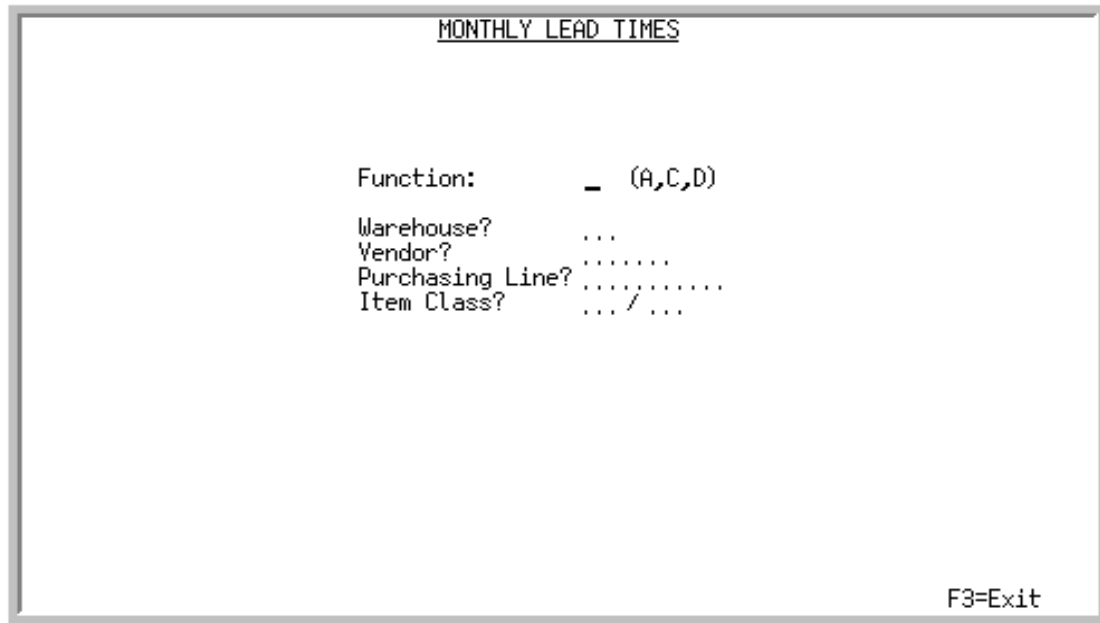 MONTHLY LEAD TIMES
Function: _ (A,C,D)
Warehouse? ...
Vendor? .......
Purchasing Line? ...........
Item Class? ... / ...
F3=Exit